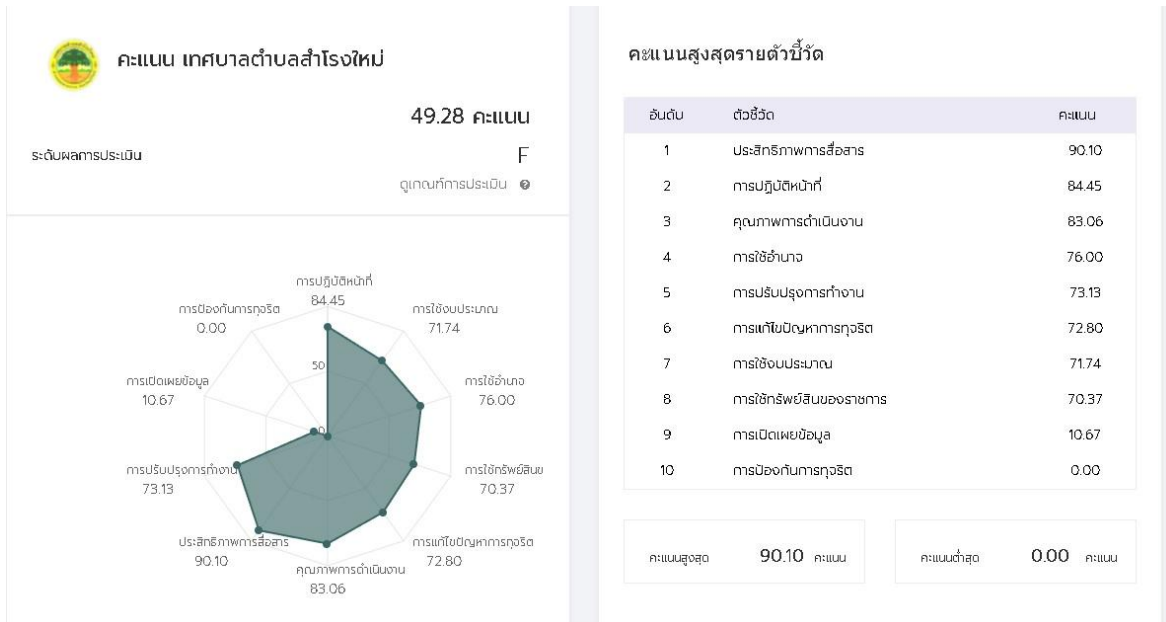 คะแนน เทศบาลตำบลสำโรงใหม่
49.28 คะแนน
ระดับผลการประเมิน F
ดูเกณฑ์การประเมิน
การปฏิบัติหน้าที่
84.45
การใช้งบประมาณ
71.74
การใช้อำนาจ
76.00
การใช้ทรัพย์สินข
70.37
การแก้ไขปัญหาการทุจริต
72.80
คุณภาพการดำเนินงาน
83.06
ประสิทธิภาพการสื่อสาร
90.10
การปรับปรุงการทำงาน
73.13
การเปิดเผยข้อมูล
10.67
การป้องกันการทุจริต
0.00
50
0
คะแนนสูงสุดรายตัวชี้วัด
อันดับ ตัวชี้วัด คะแนน
1 ประสิทธิภาพการสื่อสาร 90.10
2 การปฏิบัติหน้าที่ 84.45
3 คุณภาพการดำเนินงาน 83.06
4 การใช้อำนาจ 76.00
5 การปรับปรุงการทำงาน 73.13
6 การแก้ไขปัญหาการทุจริต 72.80
7 การใช้งบประมาณ 71.74
8 การใช้ทรัพย์สินของราชการ 70.37
9 การเปิดเผยข้อมูล 10.67
10 การป้องกันการทุจริต 0.00
คะแนนสูงสุด 90.10 คะแนน
คะแนนต่ำสุด 0.00 คะแนน